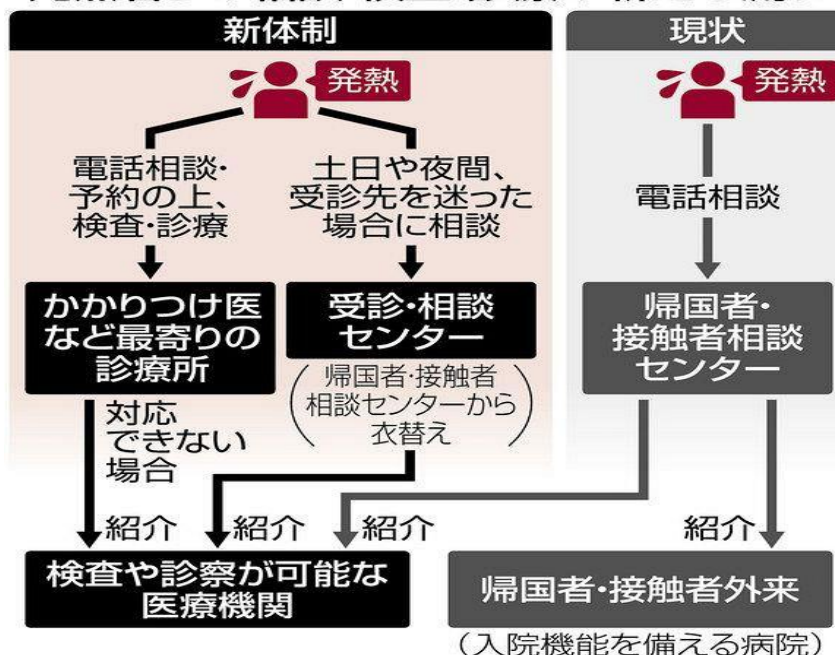 新体制
発熱
電話相談・
予約の上、
検査・診療
土日や夜間、
受診先を迷った
場合に相談
かかりつけ医
など最寄りの
診療所
受診・相談
センター
(帰国者・接触者
相談センターから
衣替え)
対応
できない
場合
紹介
紹介
検査や診察が可能な
医療機関
現状
発熱
電話相談
帰国者・
接触者相談
センター
紹介
紹介
帰国者・接触者外来
(入院機能を備える病院)